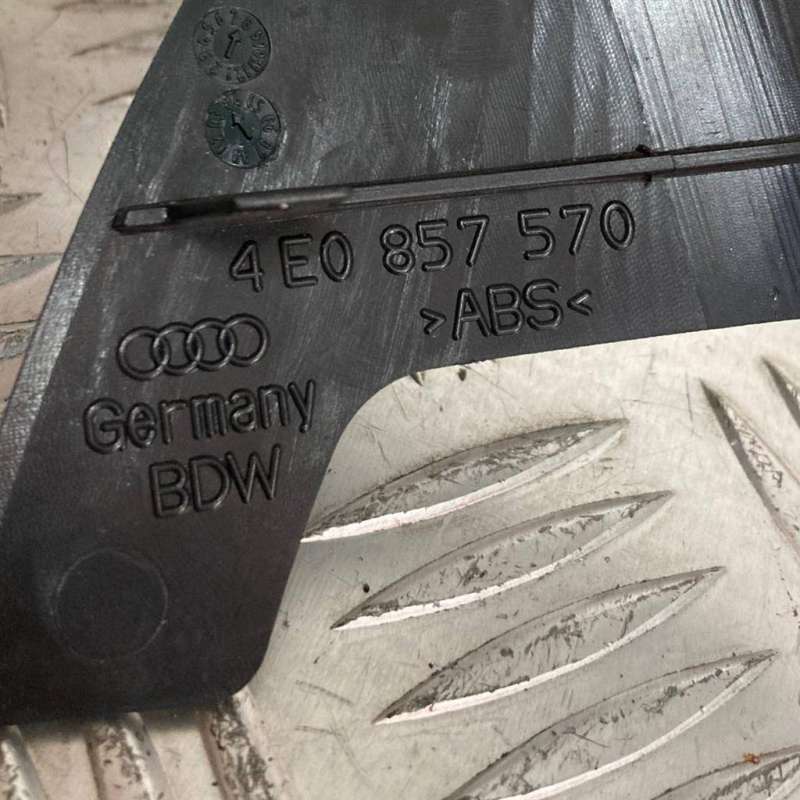 4E0 857 570
>ABS<
Germany
BDW